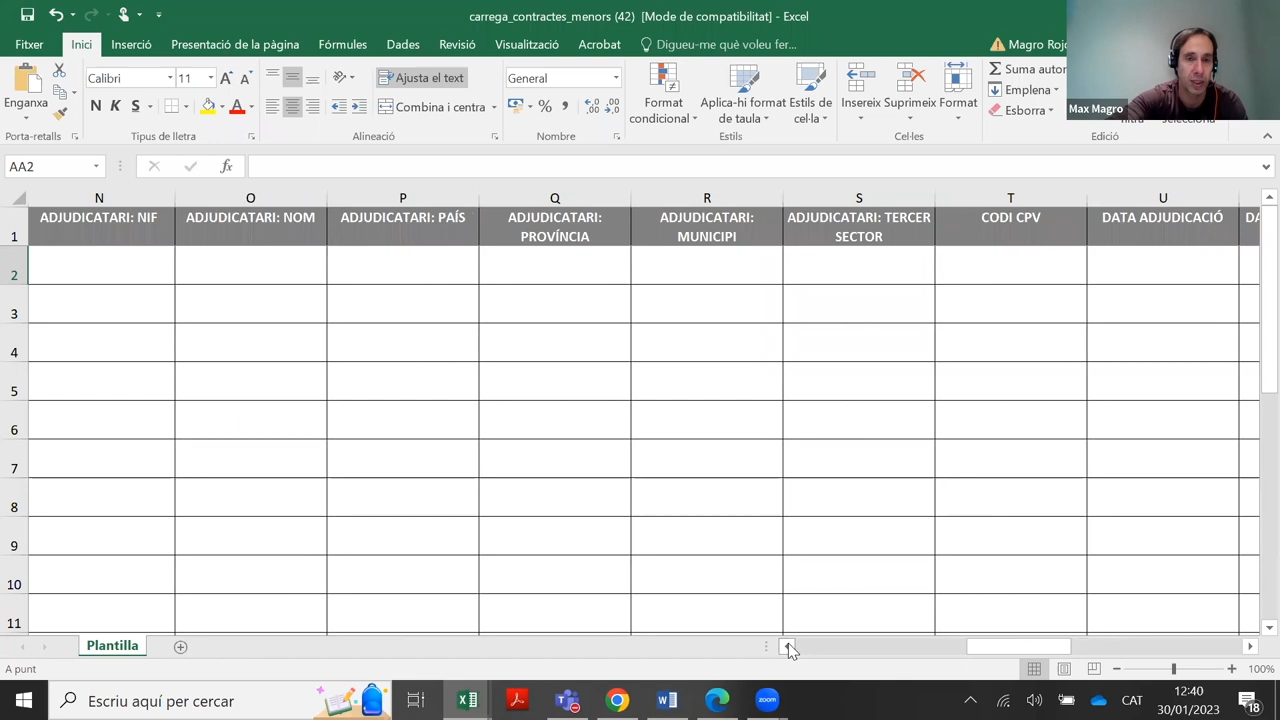 carrega_contractes_menors (42) [Mode de compatibilitat] - Excel
Fitxer Inici Inserció Presentació de la pàgina Fórmules Dades Revisió Visualització Acrobat Digueu-me què voleu fer... Magro Roj
Calibri 11 Ajusta el text General Suma auto
Enganxa N K S Combina i centra Format condicional Aplica-hi format de taula Estils de cel·la Insereix Suprimeix Format Emplena
Esborra
Porta-retalls Tipus de lletra Alineació Nombre Estils Cel·les Edició
Max Magro
AA2 fx
N O P Q R S T U
1 ADJUDICATARI: NIF ADJUDICATARI: NOM ADJUDICATARI: PAÍS ADJUDICATARI: PROVÍNCIA ADJUDICATARI: MUNICIPI ADJUDICATARI: TERCER SECTOR CODI CPV DATA ADJUDICACIÓ
2
3
4
5
6
7
8
9
10
11
Plantilla
A punt 100%
Escriu aquí per cercar zoom CAT 12:40
30/01/2023 18